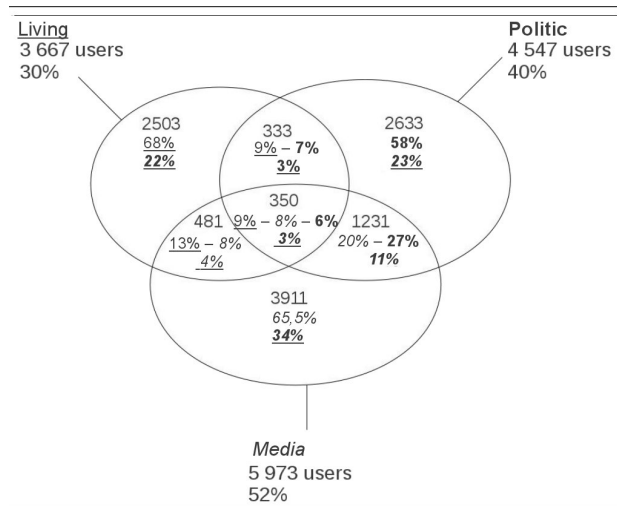 Living
3 667 users
30%
Politic
4 547 users
40%
2503
68%
22%
333
9% – 7%
3%
2633
58%
23%
350
9% – 8% – 6%
3%
481
13% – 8%
4%
1231
20% – 27%
11%
3911
65,5%
34%
Media
5 973 users
52%